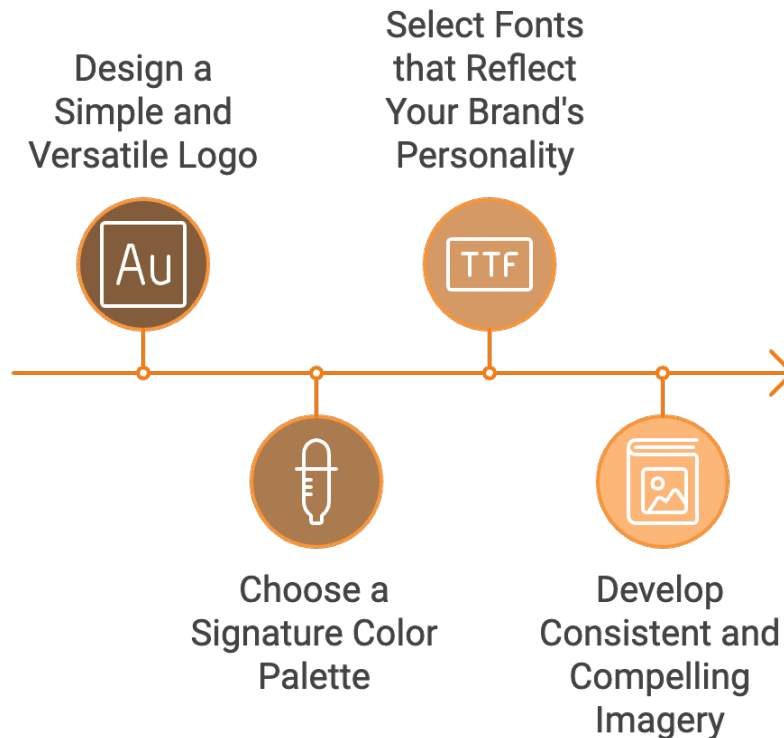 Design a
Simple and
Versatile Logo
Au
Choose a
Signature Color
Palette
Select Fonts
that Reflect
Your Brand's
Personality
TTF
Develop
Consistent and
Compelling
Imagery